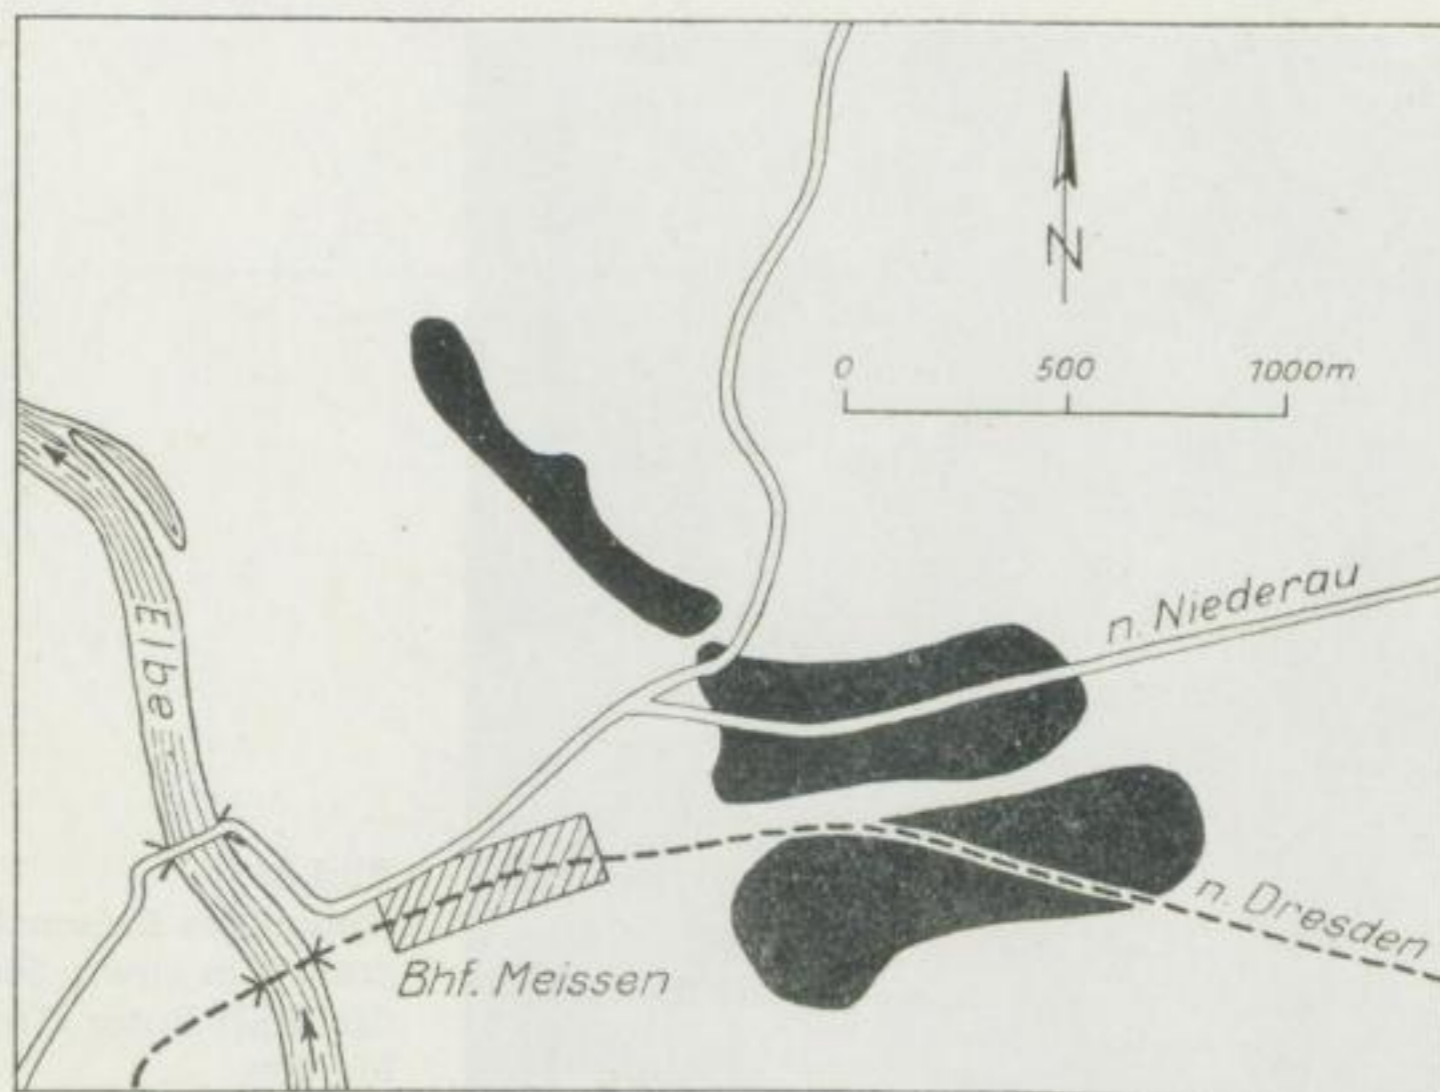 N
0 500 1000m
n. Niederau
Elbe
n. Dresden
Bhf. Meissen